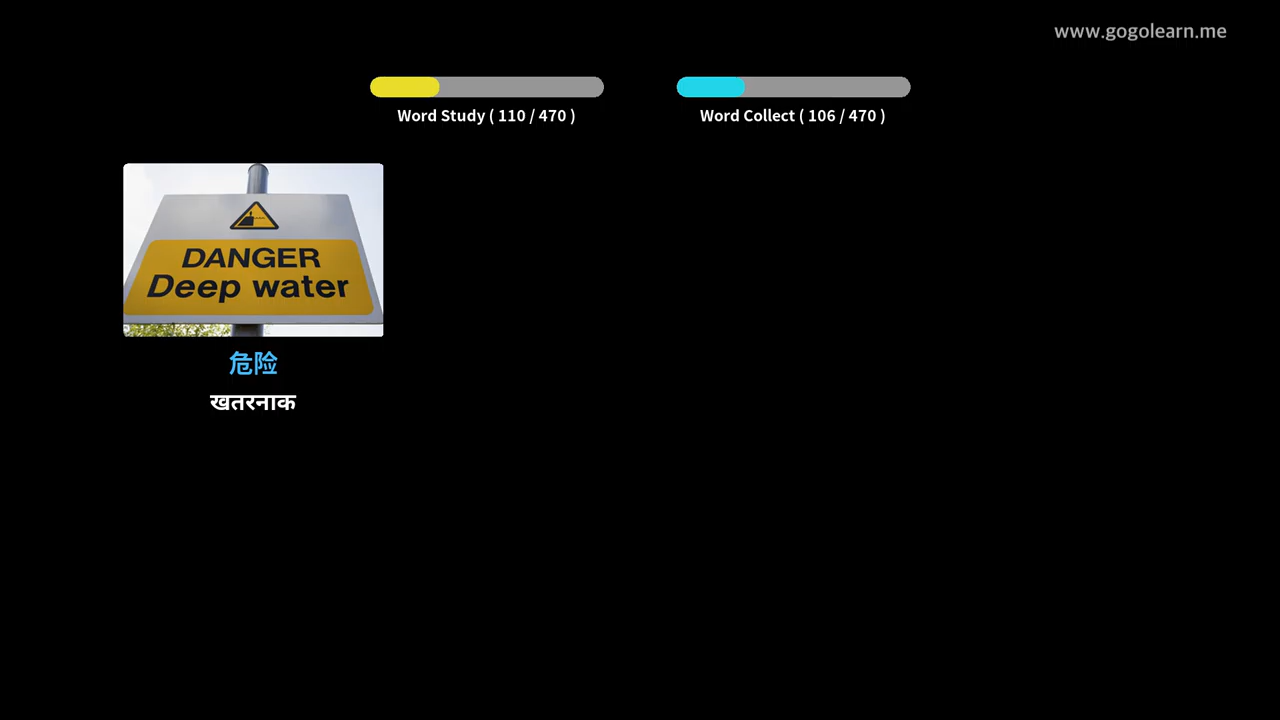 www.gogolearn.me
Word Study ( 110 / 470 )
Word Collect ( 106 / 470 )
DANGER
Deep water
危险
खतरनाक